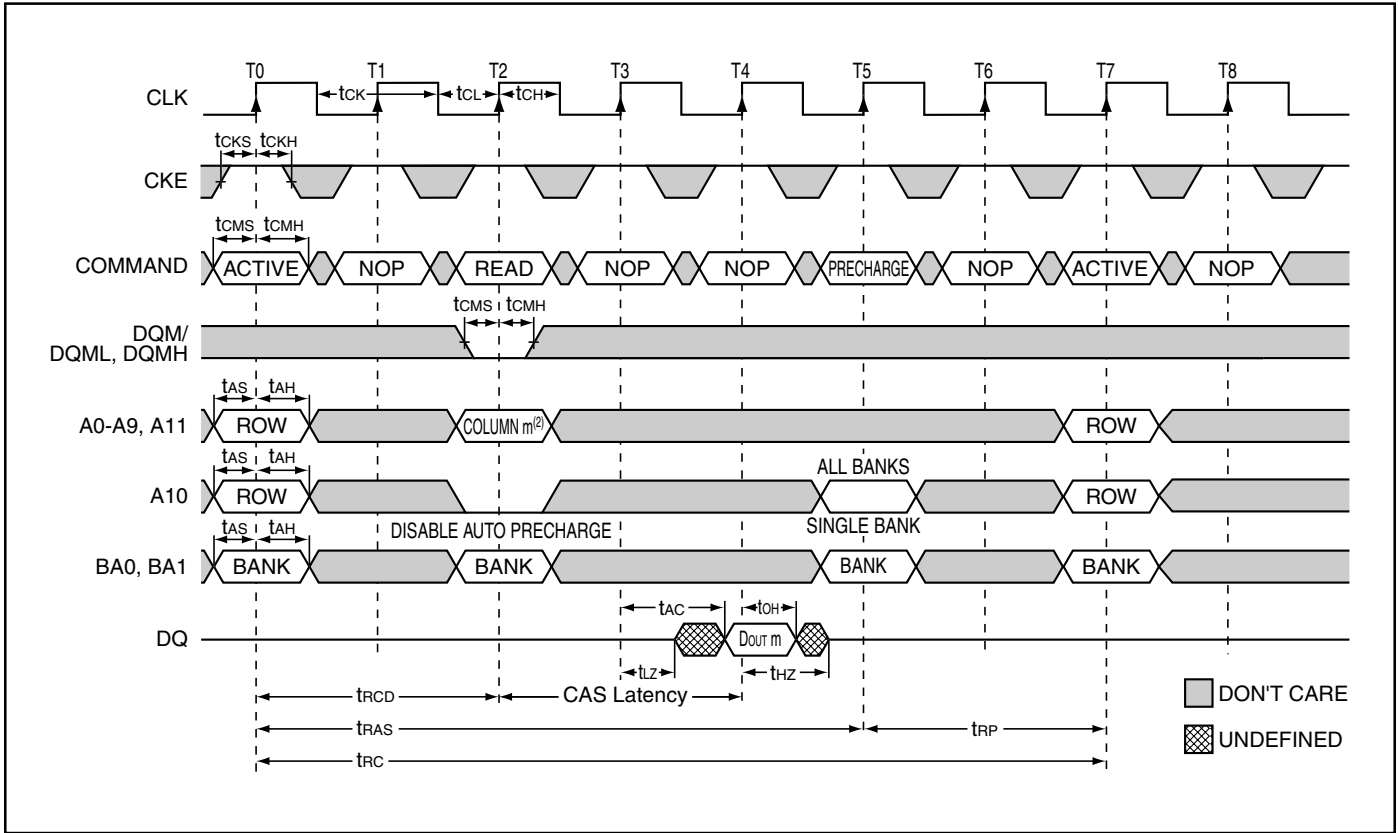 T0 T1 T2 T3 T4 T5 T6 T7 T8
CLK tCK tCL tCH
tCKS tCKH
CKE
tCMS tCMH
COMMAND ACTIVE NOP READ NOP NOP PRECHARGE NOP ACTIVE NOP
tCMS tCMH
DQM/
DQML, DQMH
tAS tAH
A0-A9, A11 ROW COLUMN m(2) ROW
tAS tAH ALL BANKS
A10 ROW ROW
tAS tAH DISABLE AUTO PRECHARGE SINGLE BANK
BA0, BA1 BANK BANK BANK BANK
tAC tOH
DQ DOUT m
tLZ tHZ
tRCD CAS Latency
DON'T CARE
tRAS tRP
UNDEFINED
tRC